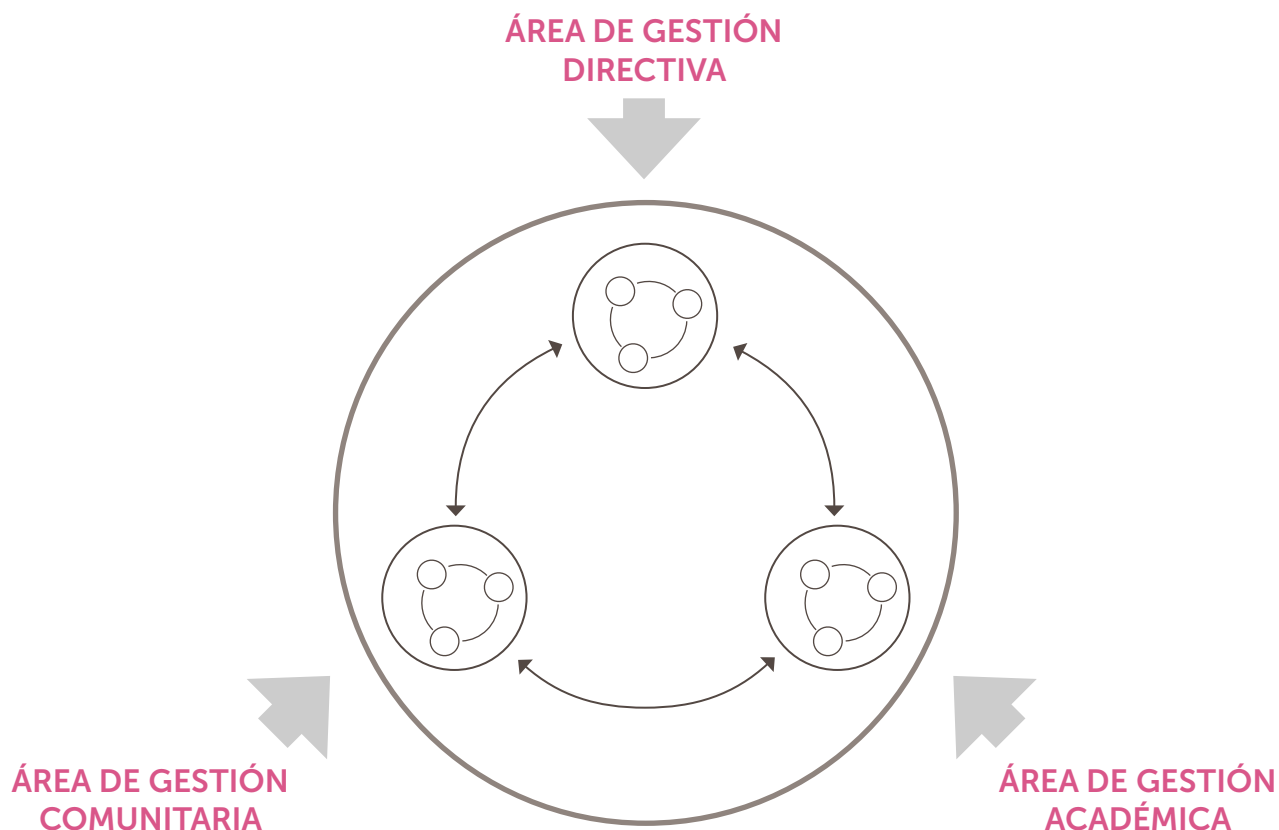 ÁREA DE GESTIÓN
DIRECTIVA
ÁREA DE GESTIÓN
COMUNITARIA
ÁREA DE GESTIÓN
ACADÉMICA